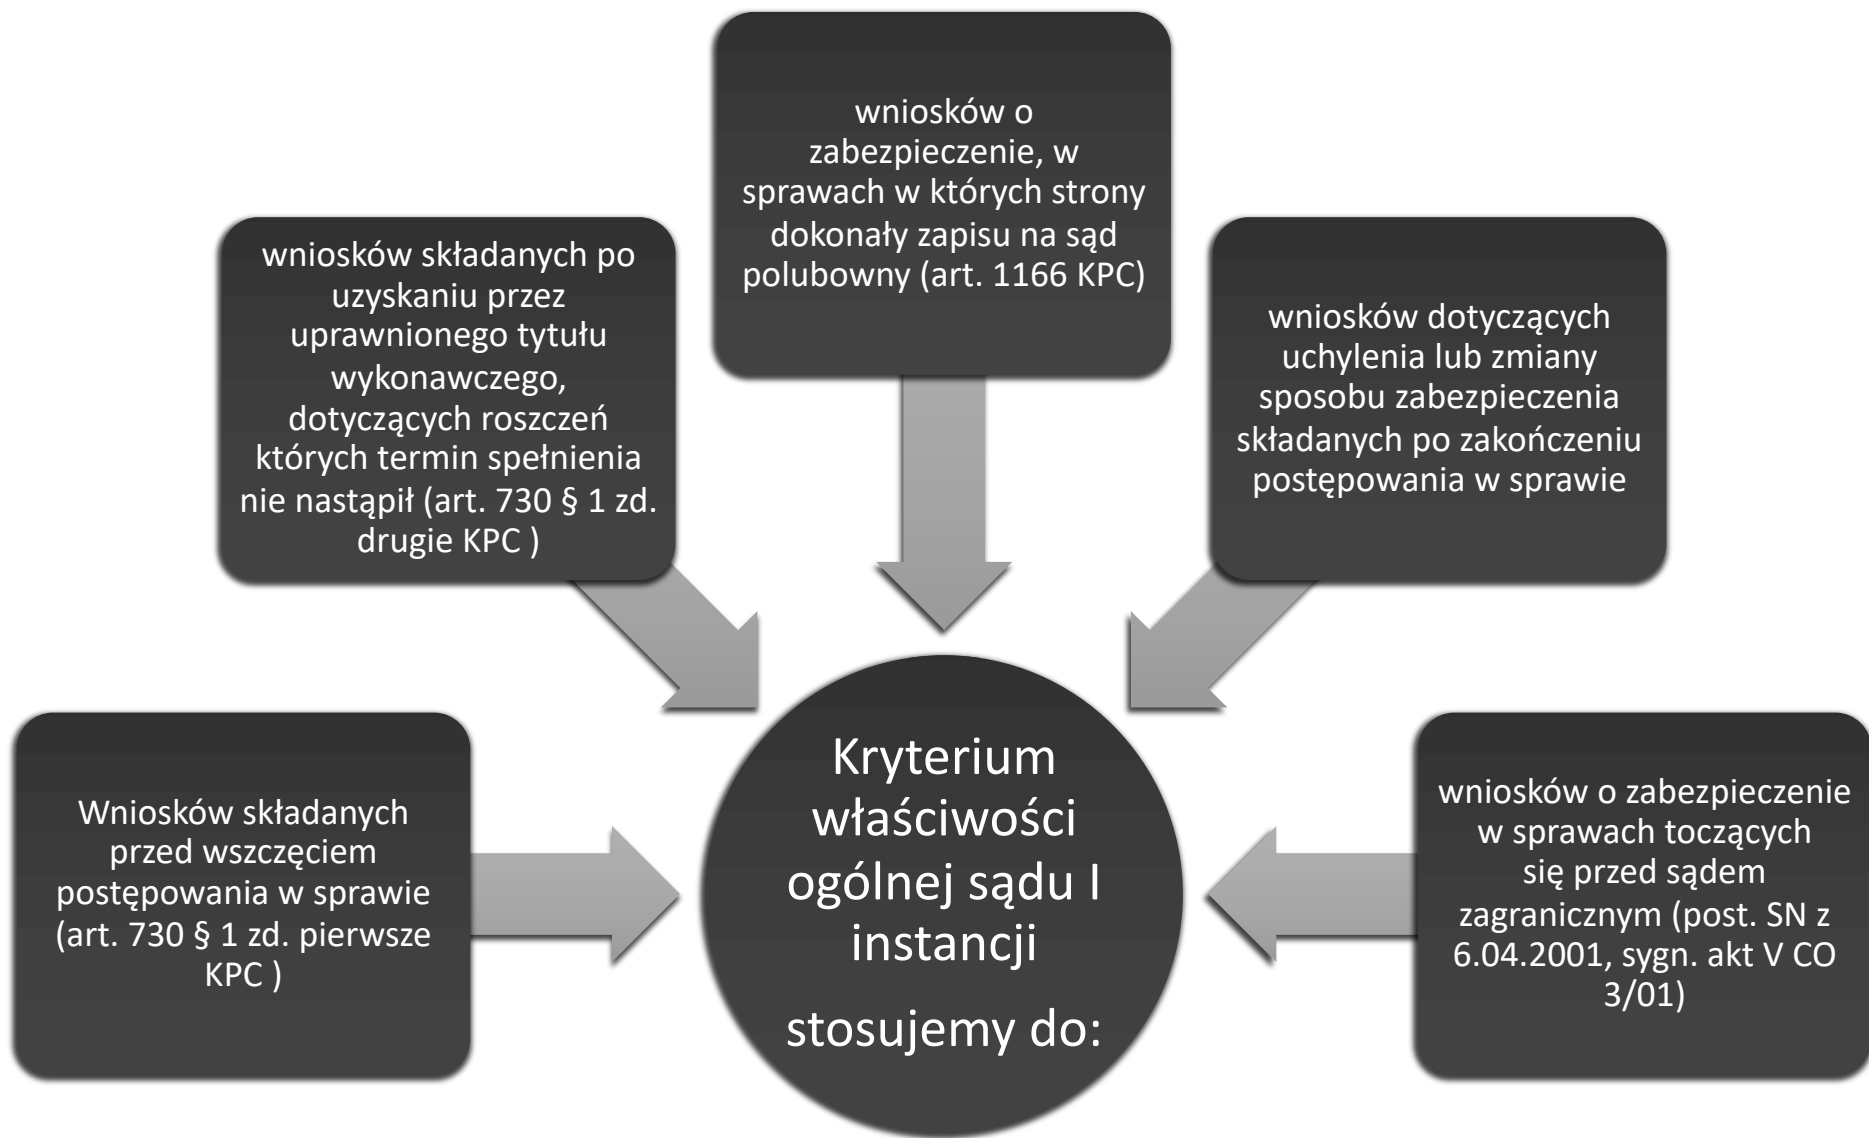 wniosków o
zabezpieczenie, w
sprawach w których strony
dokonały zapisu na sąd
polubowny (art. 1166 KPC)
wniosków składanych po
uzyskaniu przez
uprawnionego tytułu
wykonawczego,
dotyczących roszczeń
których termin spełnienia
nie nastąpił (art. 730 § 1 zd.
drugie KPC )
wniosków dotyczących
uchylenia lub zmiany
sposobu zabezpieczenia
składanych po zakończeniu
postępowania w sprawie
Wniosków składanych
przed wszczęciem
postępowania w sprawie
(art. 730 § 1 zd. pierwsze
KPC )
Kryterium
właściwości
ogólnej sądu I
instancji
stosujemy do:
wniosków o zabezpieczenie
w sprawach toczących
się przed sądem
zagranicznym (post. SN z
6.04.2001, sygn. akt V CO
3/01)